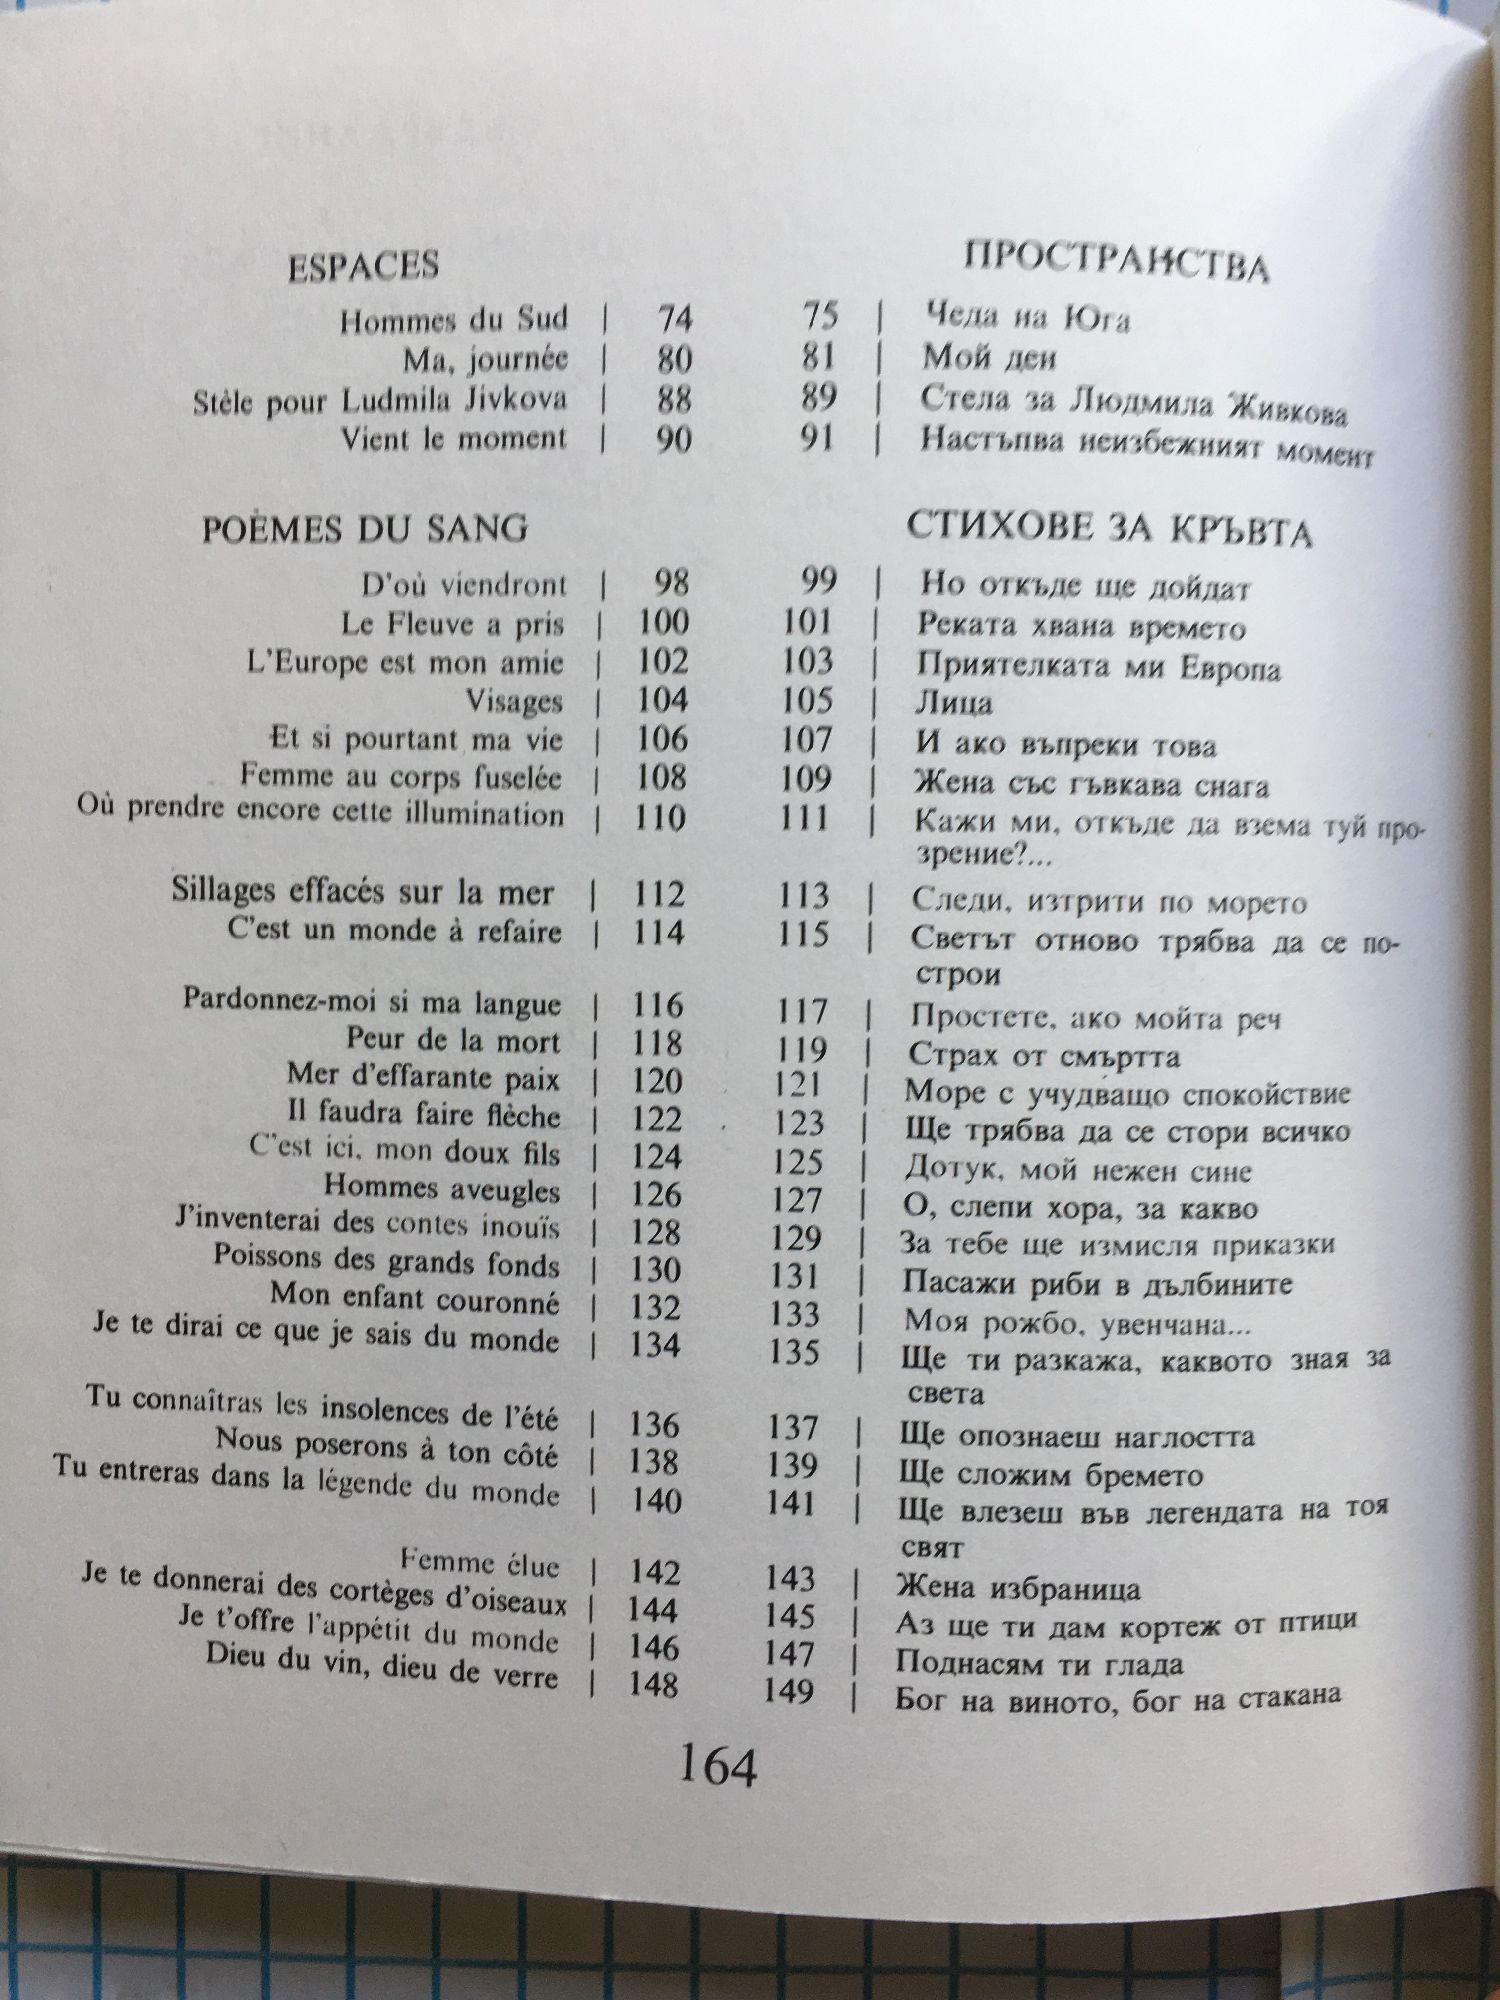 ESPACES ПРОСТРАНСТВА
Hommes du Sud | 74 75 | Чеда на Юга
Ma, journée | 80 81 | Мой ден
Stèle pour Ludmila Jivkova | 88 89 | Стела за Людмила Живкова
Vient le moment | 90 91 | Настъпва неизбежният момент
POÈMES DU SANG СТИХОВЕ ЗА КРЪВТА
D'où viendront | 98 99 | Но откъде ще дойдат
Le Fleuve a pris | 100 101 | Реката хвана времето
L'Europe est mon amie | 102 103 | Приятелката ми Европа
Visages | 104 105 | Лица
Et si pourtant ma vie | 106 107 | И ако въпреки това
Femme au corps fuselée | 108 109 | Жена със гъвкава снага
Où prendre encore cette illumination | 110 111 | Кажи ми, откъде да взема туй про-
зрение?...
Sillages effacés sur la mer | 112 113 | Следи, изтрити по морето
C'est un monde à refaire | 114 115 | Светът отново трябва да се по-
строи
Pardonnez-moi si ma langue | 116 117 | Простете, ако мойта реч
Peur de la mort | 118 119 | Страх от смъртта
Mer d'effarante paix | 120 121 | Море с учудващо спокойствие
Il faudra faire flèche | 122 123 | Ще трябва да се стори всичко
C'est ici, mon doux fils | 124 125 | Дотук, мой нежен сине
Hommes aveugles | 126 127 | О, слепи хора, за какво
J'inventerai des contes inouïs | 128 129 | За тебе ще измисля приказки
Poissons des grands fonds | 130 131 | Пасажи риби в дълбините
Mon enfant couronné | 132 133 | Моя рожбо, увенчана...
Je te dirai ce que je sais du monde | 134 135 | Ще ти разкажа, каквото зная за
света
Tu connaîtras les insolences de l'été | 136 137 | Ще опознаеш наглостта
Nous poserons à ton côté | 138 139 | Ще сложим бремето
Tu entreras dans la légende du monde | 140 141 | Ще влезеш във легендата на тоя
свят
Femme élue | 142 143 | Жена избраница
Je te donnerai des cortèges d'oiseaux | 144 145 | Аз ще ти дам кортеж от птици
Je t'offre l'appétit du monde | 146 147 | Поднасям ти глада
Dieu du vin, dieu de verre | 148 149 | Бог на виното, бог на стакана
164